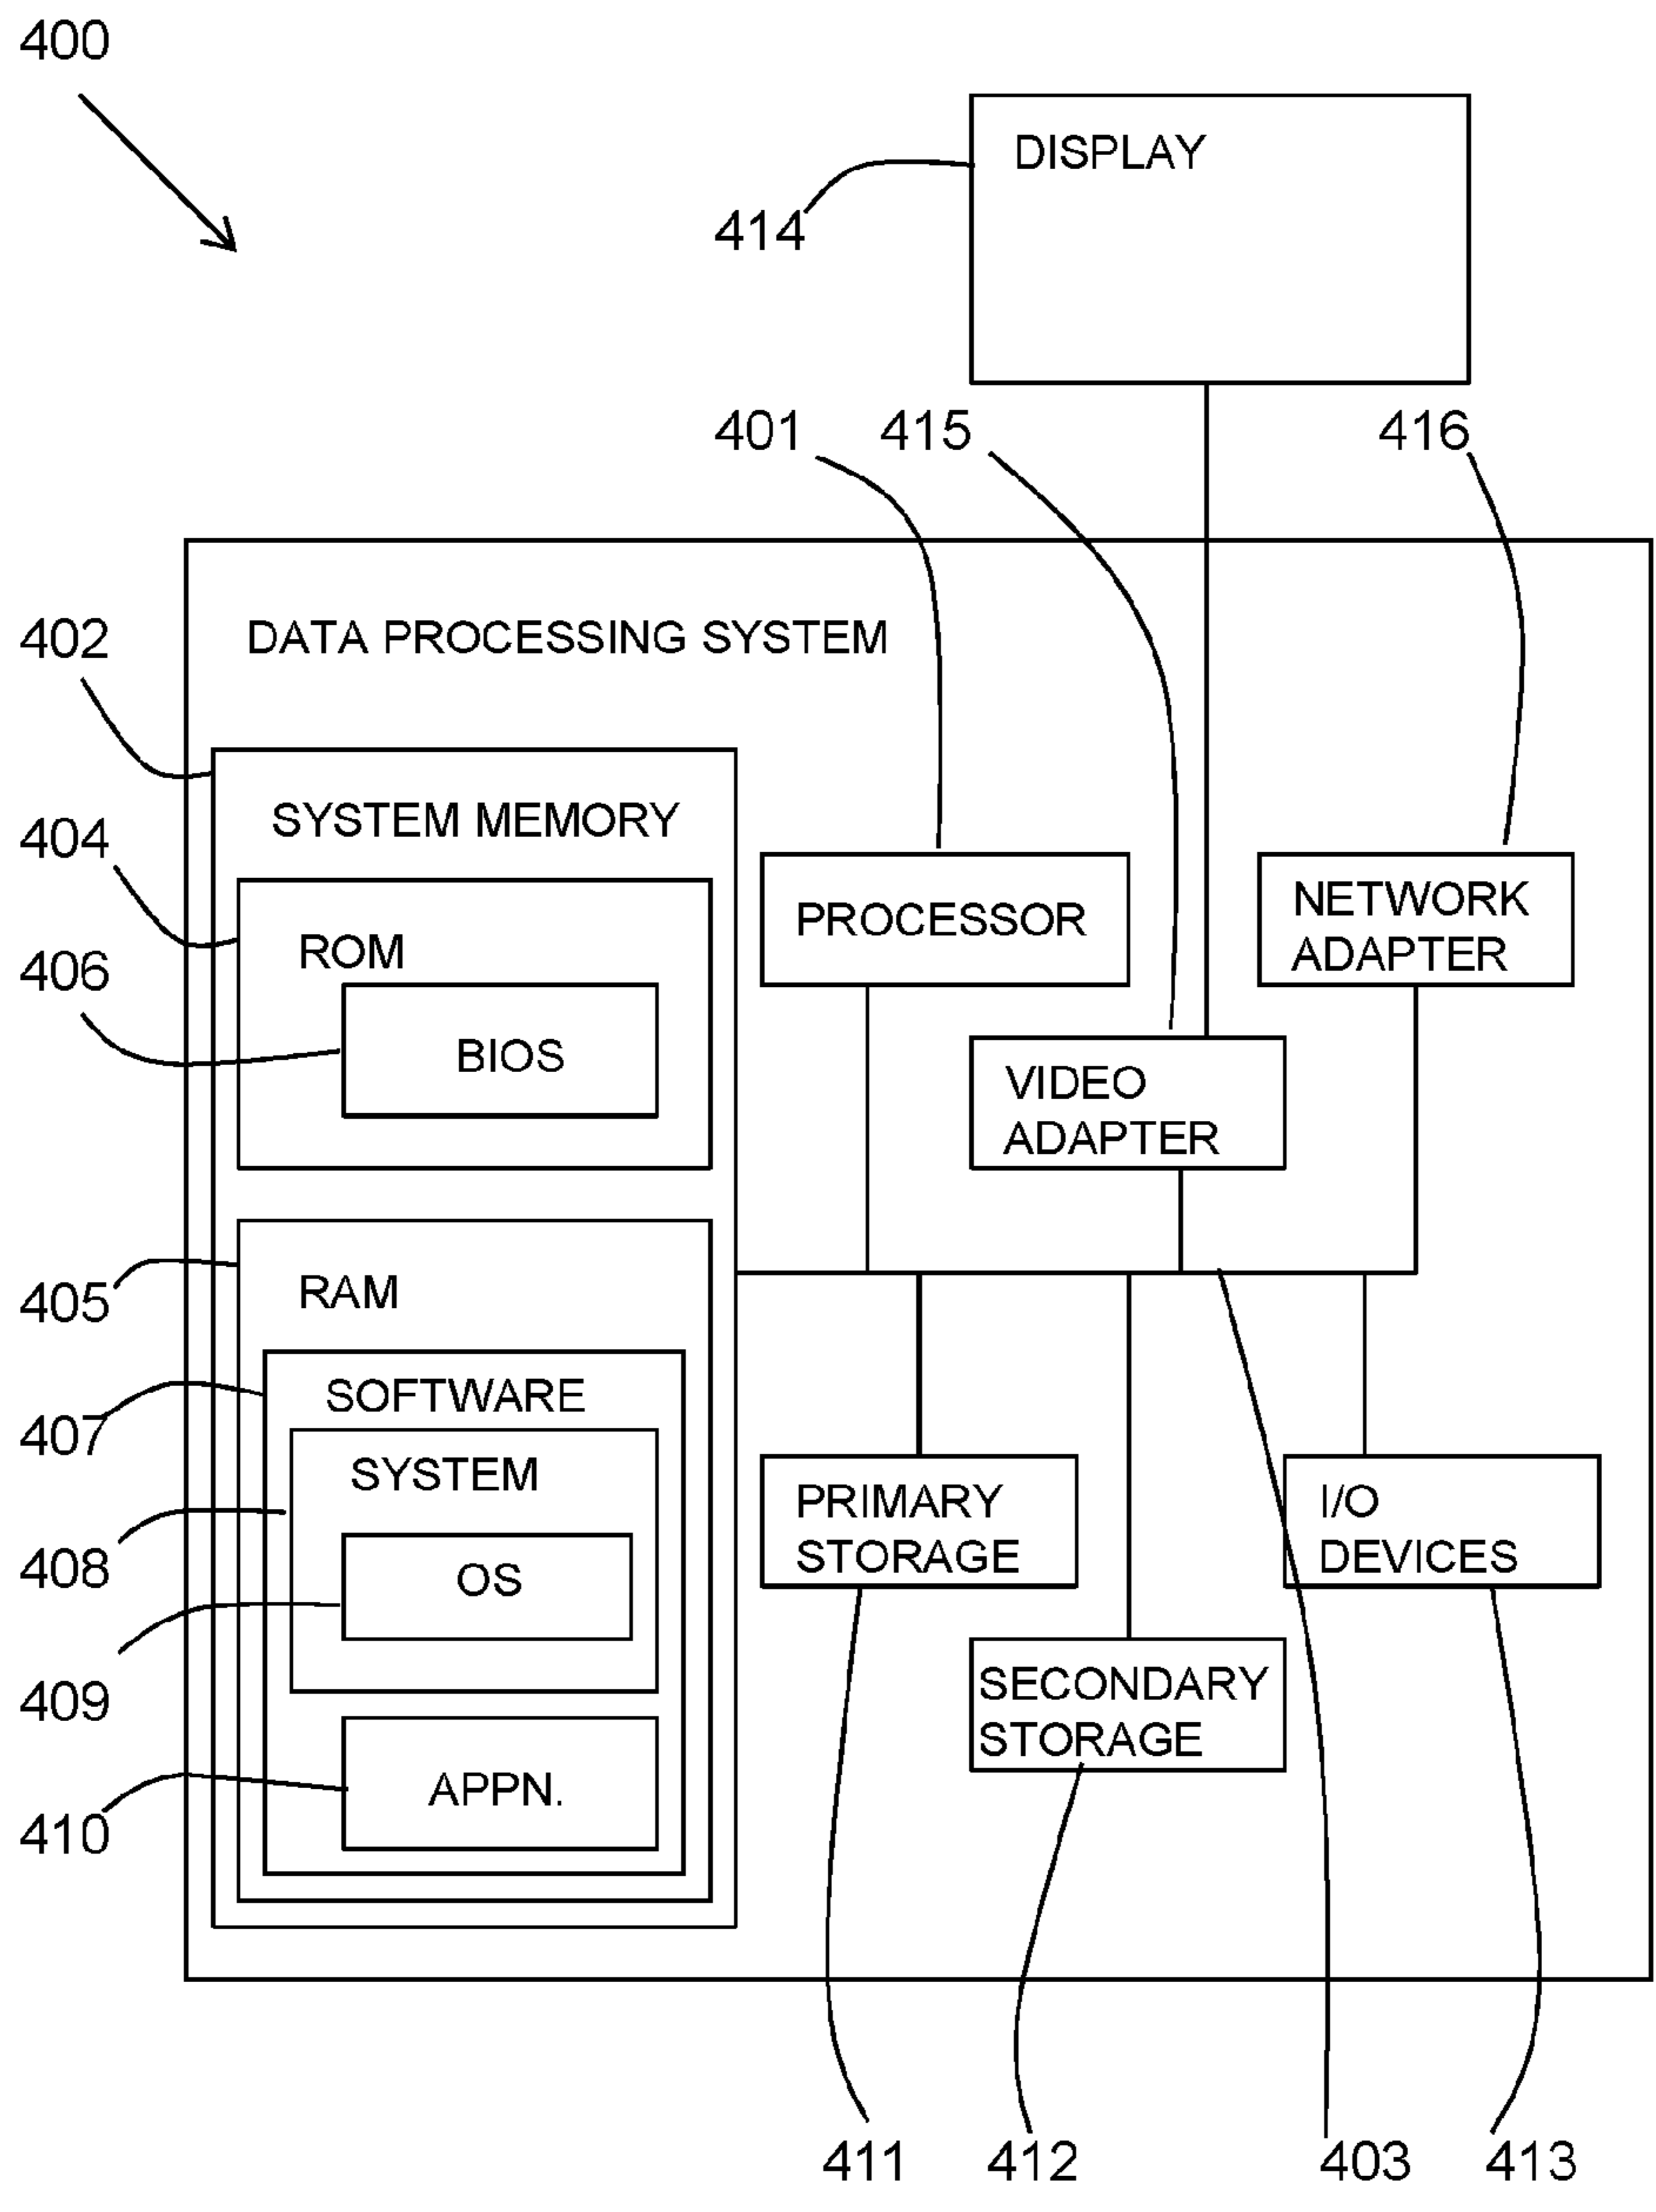 400
DISPLAY
414
401
415
416
402
DATA PROCESSING SYSTEM
SYSTEM MEMORY
404
ROM
PROCESSOR
NETWORK
ADAPTER
406
BIOS
VIDEO
ADAPTER
405
RAM
407
SOFTWARE
SYSTEM
PRIMARY
STORAGE
I/O
DEVICES
408
OS
409
SECONDARY
STORAGE
410
APPN.
411
412
403
413